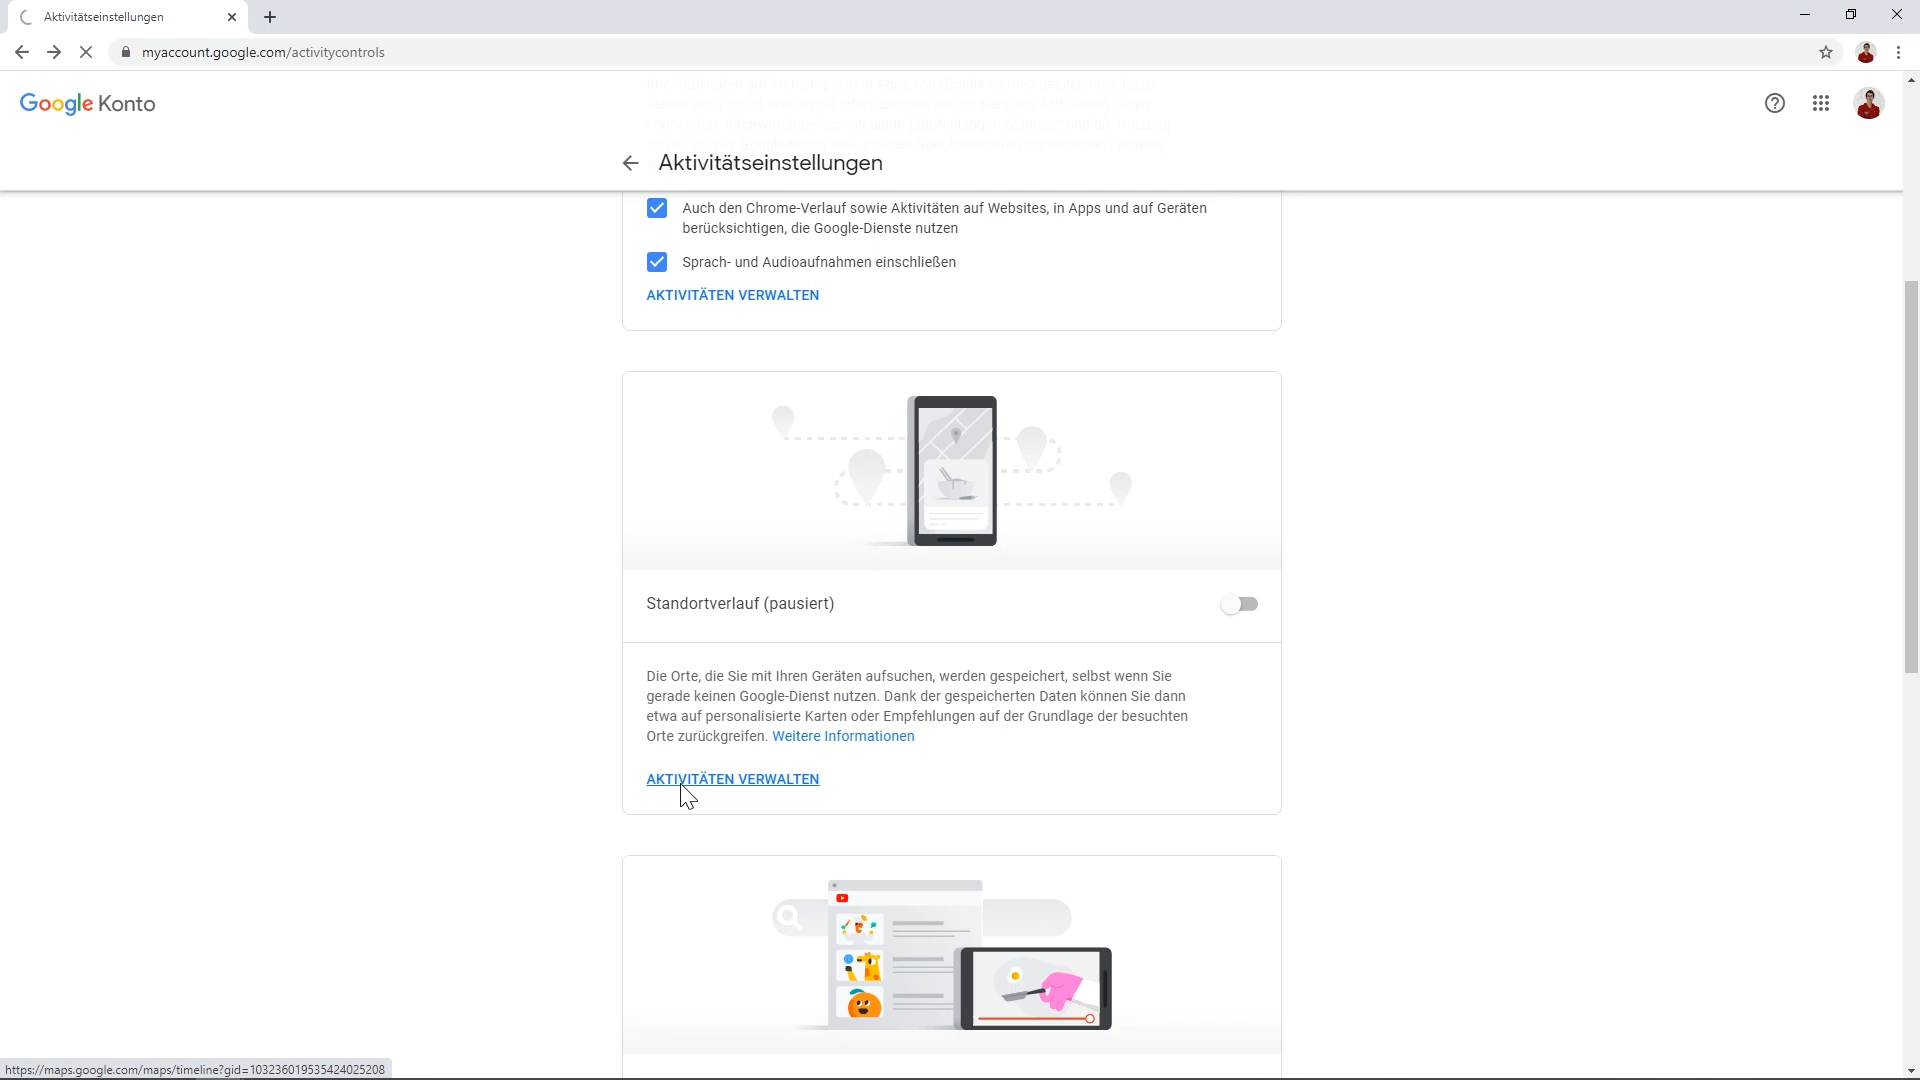 Aktivitätseinstellungen
myaccount.google.com/activitycontrols
Google Konto
Aktivitätseinstellungen
Auch den Chrome-Verlauf sowie Aktivitäten auf Websites, in Apps und auf Geräten
berücksichtigen, die Google-Dienste nutzen
Sprach- und Audioaufnahmen einschließen
AKTIVITÄTEN VERWALTEN
Standortverlauf (pausiert)
Die Orte, die Sie mit Ihren Geräten aufsuchen, werden gespeichert, selbst wenn Sie
gerade keinen Google-Dienst nutzen. Dank der gespeicherten Daten können Sie dann
etwa auf personalisierte Karten oder Empfehlungen auf der Grundlage der besuchten
Orte zurückgreifen. Weitere Informationen
AKTIVITÄTEN VERWALTEN
https://maps.google.com/maps/timeline?gid=103236019535424025208